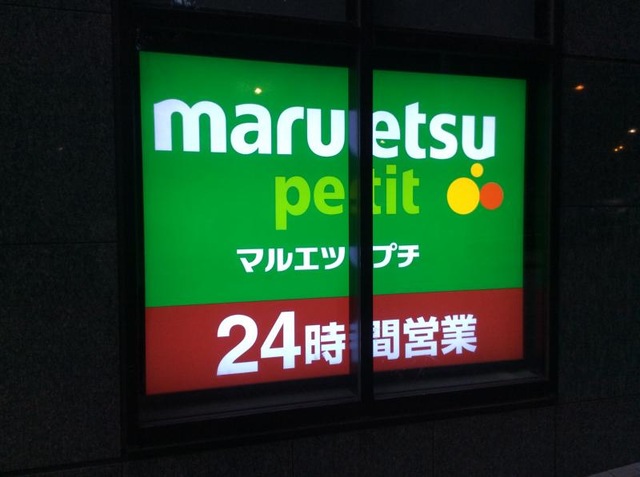 maruetsu
petit
マルエツ プチ
24時間営業